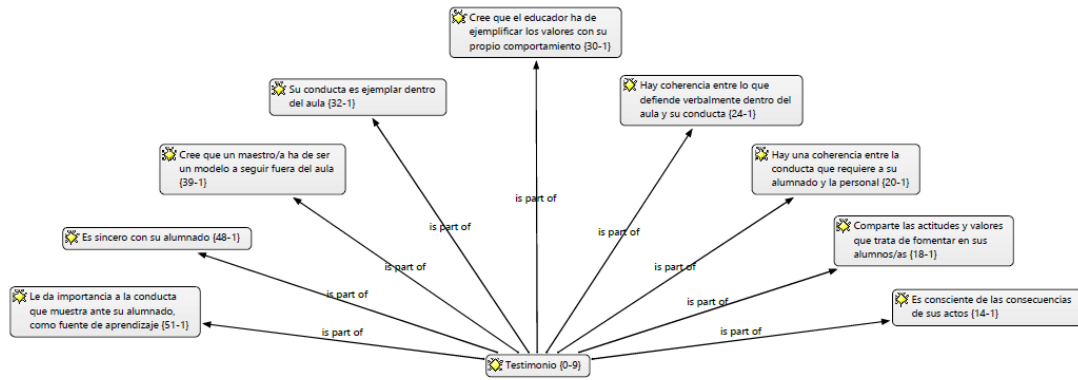 Cree que el educador ha de
ejemplificar los valores con su
propio comportamiento {30-1}
Su conducta es ejemplar dentro
del aula {32-1}
Hay coherencia entre lo que
defiende verbalmente dentro del
aula y su conducta {24-1}
Cree que un maestro/a ha de ser
un modelo a seguir fuera del aula
{39-1}
Hay una coherencia entre la
conducta que requiere a su
alumnado y la personal {20-1}
is part of
Es sincero con su alumnado {48-1}
is part of
is part of
Comparte las actitudes y valores
que trata de fomentar en sus
alumnos/as {18-1}
is part of
is part of
Le da importancia a la conducta
que muestra ante su alumnado,
como fuente de aprendizaje {51-1}
is part of
is part of
Es consciente de las consecuencias
de sus actos {14-1}
is part of
is part of
Testimonio {0-9}